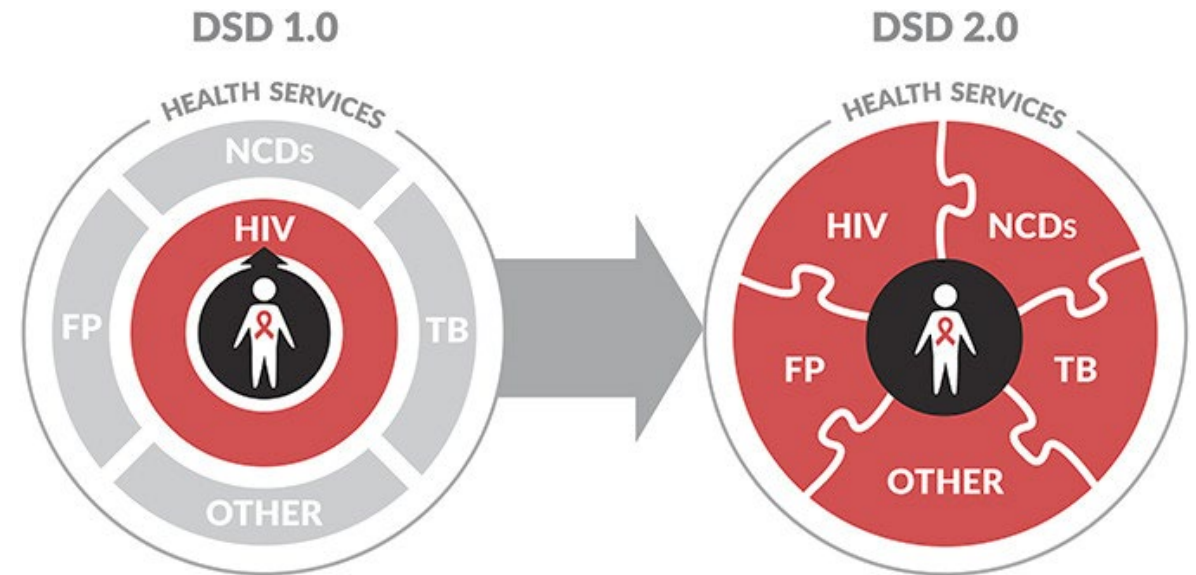 DSD 1.0
HEALTH SERVICES
NCDs
HIV
FP
TB
OTHER
DSD 2.0
HEALTH SERVICES
HIV
NCDs
FP
TB
OTHER